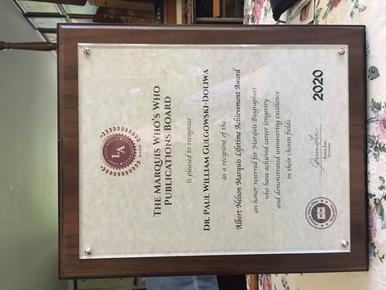 LA
THE MARQUIS WHO'S WHO
PUBLICATIONS BOARD
is pleased to recognize
DR. PAUL WILLIAM GULGOWSKI-DOLIWA
as a recipient of the
Albert Nelson Marquis Lifetime Achievement Award
an honor reserved for Marquis Biographees
who have achieved career longevity
and demonstrated unwavering excellence
in their chosen fields.
2020